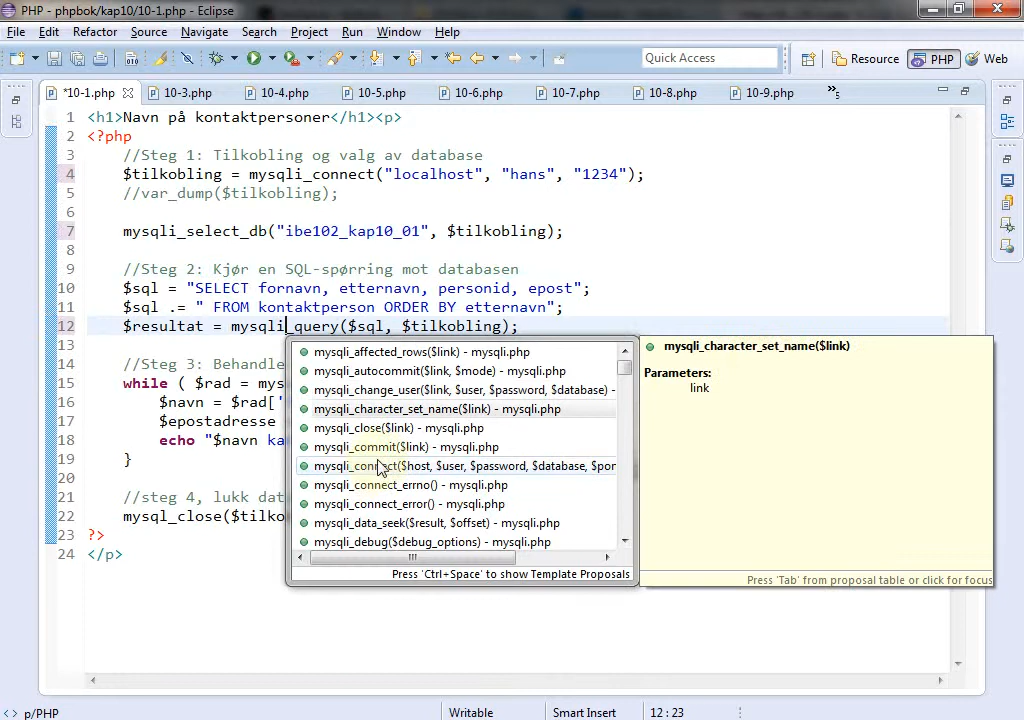 PHP - phpbok/kap10/10-1.php - Eclipse
File Edit Refactor Source Navigate Search Project Run Window Help
Quick Access Resource PHP Web
*10-1.php 10-3.php 10-4.php 10-5.php 10-6.php 10-7.php 10-8.php 10-9.php »5
1 <h1>Navn på kontaktpersoner</h1><p>
2 <?php
3 //Steg 1: Tilkobling og valg av database
4 $tilkobling = mysqli_connect("localhost", "hans", "1234");
5 //var_dump($tilkobling);
6
7 mysqli_select_db("ibe102_kap10_01", $tilkobling);
8
9 //Steg 2: Kjør en SQL-spørring mot databasen
10 $sql = "SELECT fornavn, etternavn, personid, epost";
11 $sql .= " FROM kontaktperson ORDER BY etternavn";
12 $resultat = mysqli_query($sql, $tilkobling);
13
14 //Steg 3: Behandle
15 while ( $rad = mys
16 $navn = $rad['
17 $epostadresse
18 echo "$navn ka
19 }
20
21 //steg 4, lukk dat
22 mysql_close($tilko
23 ?>
24 </p>
mysqli_affected_rows($link) - mysqli.php
mysqli_autocommit($link, $mode) - mysqli.php
mysqli_change_user($link, $user, $password, $database) -
mysqli_character_set_name($link) - mysqli.php
mysqli_close($link) - mysqli.php
mysqli_commit($link) - mysqli.php
mysqli_connect($host, $user, $password, $database, $por
mysqli_connect_errno() - mysqli.php
mysqli_connect_error() - mysqli.php
mysqli_data_seek($result, $offset) - mysqli.php
mysqli_debug($debug_options) - mysqli.php
Press 'Ctrl+Space' to show Template Proposals
mysqli_character_set_name($link)
Parameters:
link
Press 'Tab' from proposal table or click for focus
p/PHP Writable Smart Insert 12 : 23